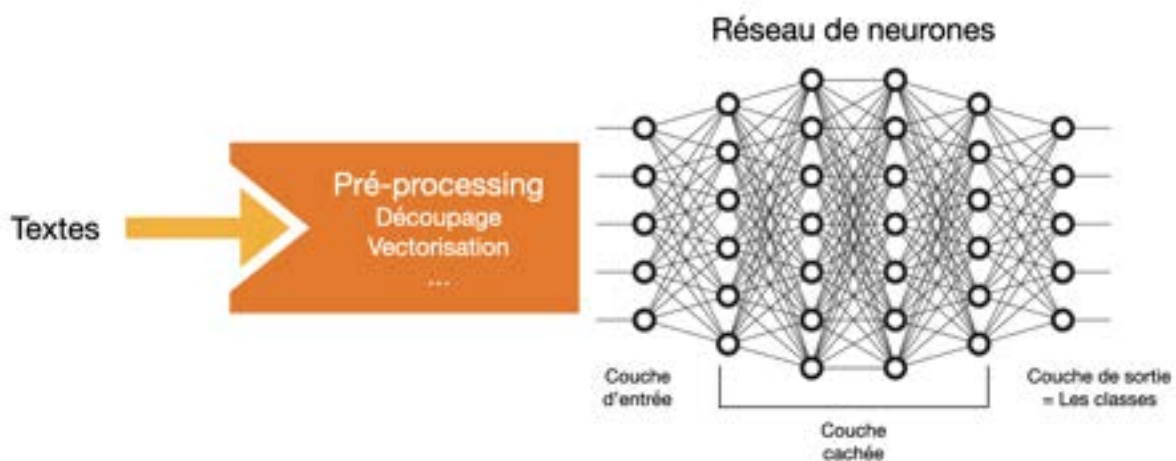 Réseau de neurones
Textes
Pré-processing
Découpage
Vectorisation
...
Couche
d'entrée
Couche
cachée
Couche de sortie
= Les classes